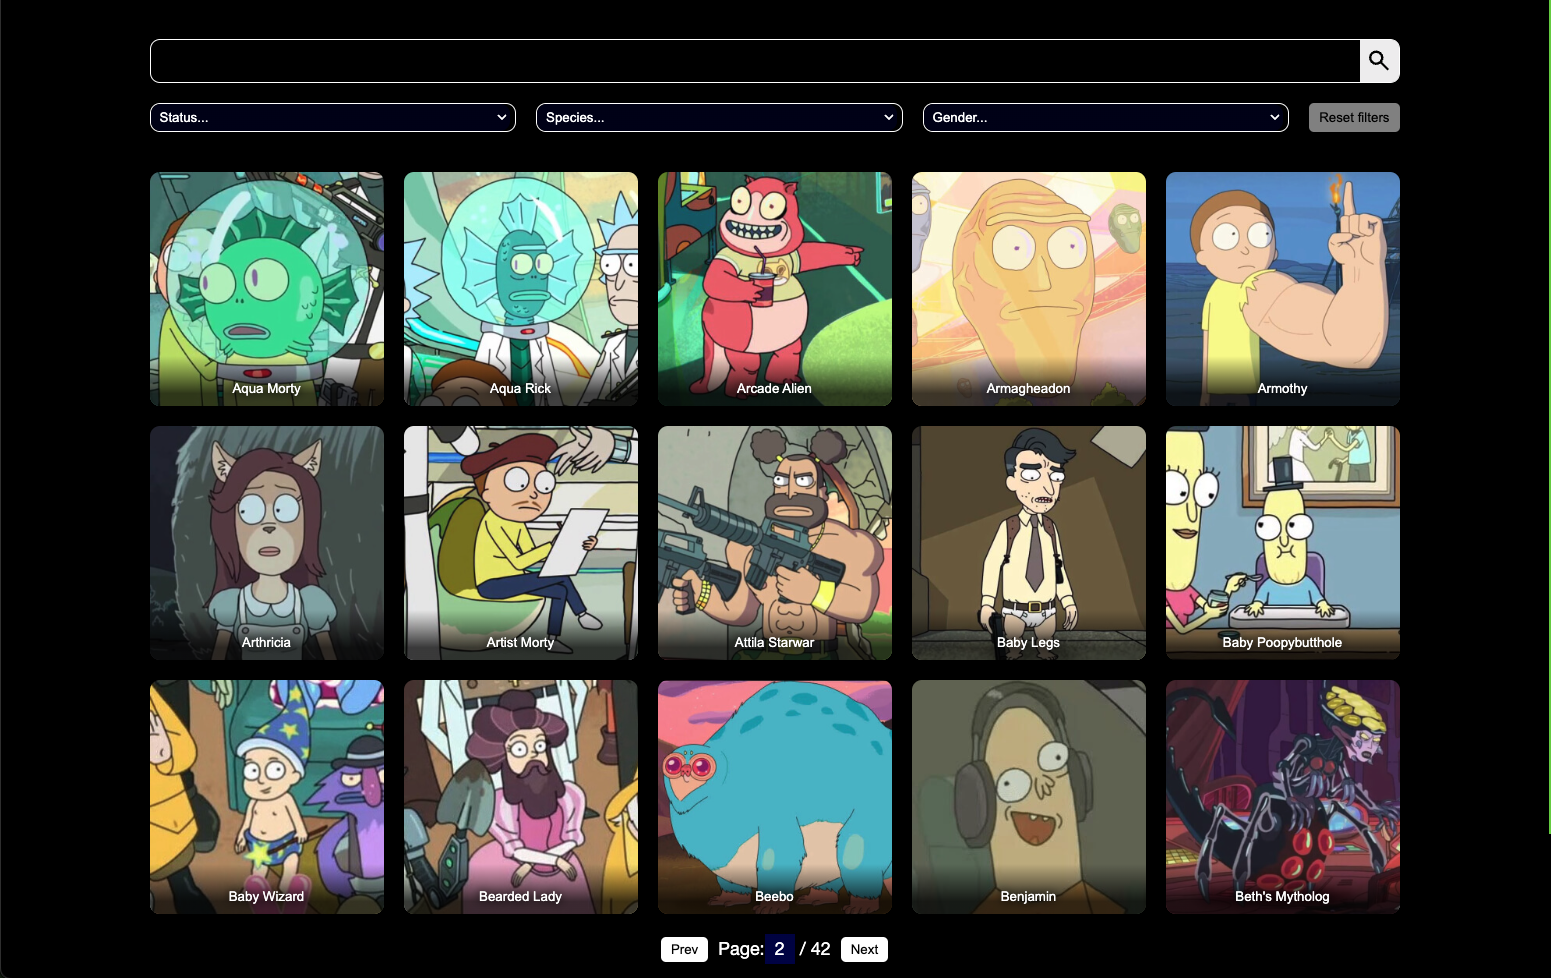 Status... Species... Gender... Reset filters
Aqua Morty Aqua Rick Arcade Alien Armagheadon Armothy
Arthricia Artist Morty Attila Starwar Baby Legs Baby Poopybutthole
Baby Wizard Bearded Lady Beebo Benjamin Beth's Mytholog
Prev Page: 2 / 42 Next